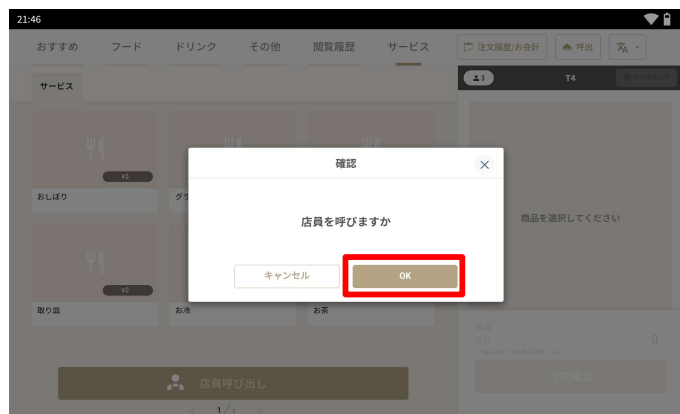 21:46
おすすめ フード ドリンク その他 閲覧履歴 サービス 注文履歴/お会計 呼出
サービス
3 T4
¥0
おしぼり
確認
店員を呼びますか
キャンセル OK
商品を選択してください
¥0
取り皿 お冷 お茶
合計 0
店員呼び出し
注文確定
< 1/1 >